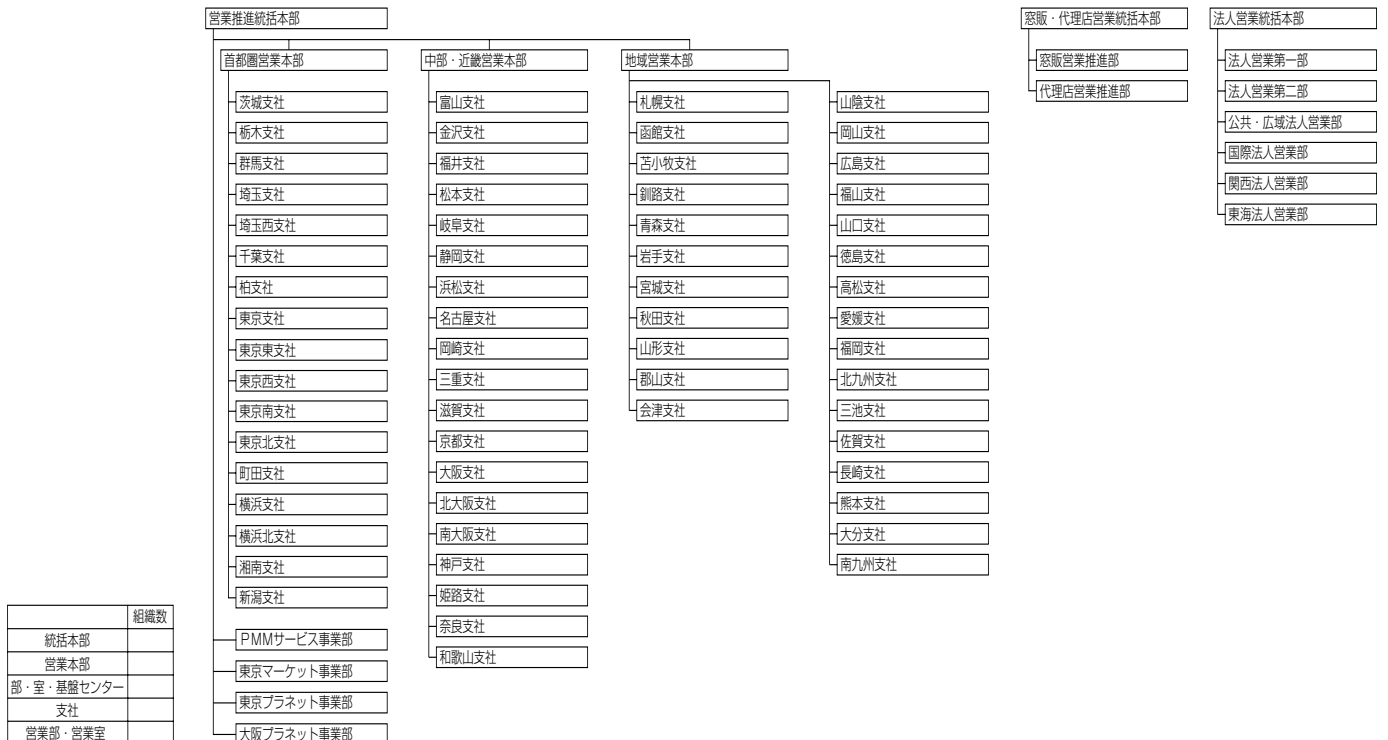 営業推進統括本部
首都圏営業本部
茨城支社
栃木支社
群馬支社
埼玉支社
埼玉西支社
千葉支社
柏支社
東京支社
東京東支社
東京西支社
東京南支社
東京北支社
町田支社
横浜支社
横浜北支社
湘南支社
新潟支社
中部・近畿営業本部
富山支社
金沢支社
福井支社
松本支社
岐阜支社
静岡支社
浜松支社
名古屋支社
岡崎支社
三重支社
滋賀支社
京都支社
大阪支社
北大阪支社
南大阪支社
神戸支社
姫路支社
奈良支社
和歌山支社
地域営業本部
札幌支社
函館支社
苫小牧支社
釧路支社
青森支社
岩手支社
宮城支社
秋田支社
山形支社
郡山支社
会津支社
山陰支社
岡山支社
広島支社
福山支社
山口支社
徳島支社
高松支社
愛媛支社
福岡支社
北九州支社
三池支社
佐賀支社
長崎支社
熊本支社
大分支社
南九州支社
PMMサービス事業部
東京マーケット事業部
東京プラネット事業部
大阪プラネット事業部
窓販・代理店営業統括本部
窓販営業推進部
代理店営業推進部
法人営業統括本部
法人営業第一部
法人営業第二部
公共・広域法人営業部
国際法人営業部
関西法人営業部
東海法人営業部
組織数
統括本部
営業本部
部・室・基盤センター
支社
営業部・営業室